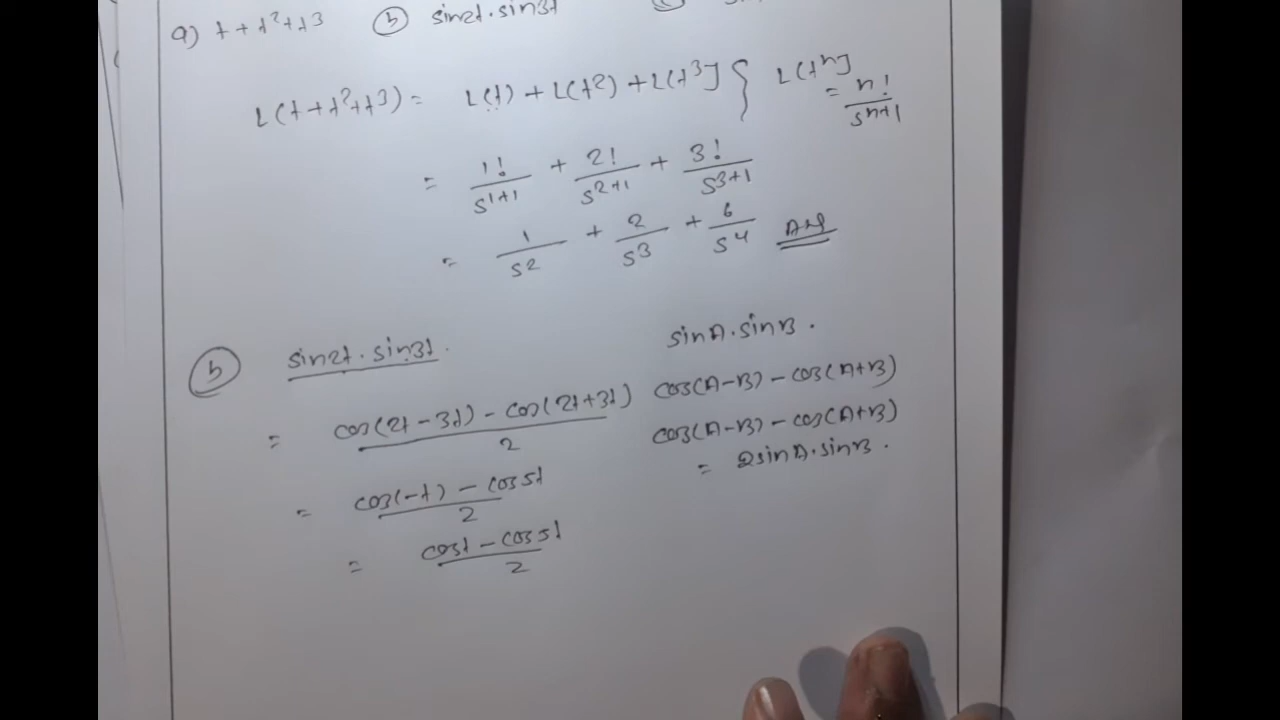 a) t + t² + t³ (b) sin2t · sin3t
L(t + t² + t³) = L(t) + L(t²) + L(t³] } L(tⁿ] = n!/sⁿ⁺¹
= 1!/s¹⁺¹ + 2!/s²⁺¹ + 3!/s³⁺¹
= 1/s² + 2/s³ + 6/s⁴ Ans
(b) sin2t · sin3t. sinA · sinB.
= cos(2t - 3t) - cos(2t + 3t)/2 cos(A-B) - cos(A+B)
cos(A-B) - cos(A+B)
= 2sinA · sinB.
= cos(-t) - cos5t/2
= cost - cos5t/2